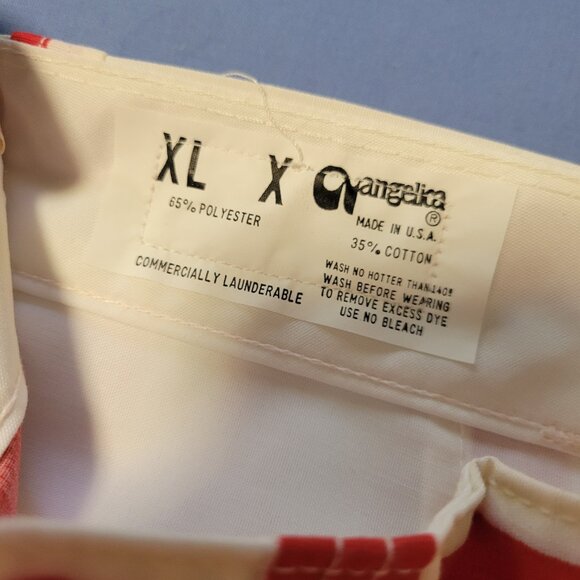 XL X angelica®
65% POLYESTER
MADE IN U.S.A.
35% COTTON
COMMERCIALLY LAUNDERABLE
WASH NO HOTTER THAN 140°
WASH BEFORE WEARING
TO REMOVE EXCESS DYE
USE NO BLEACH